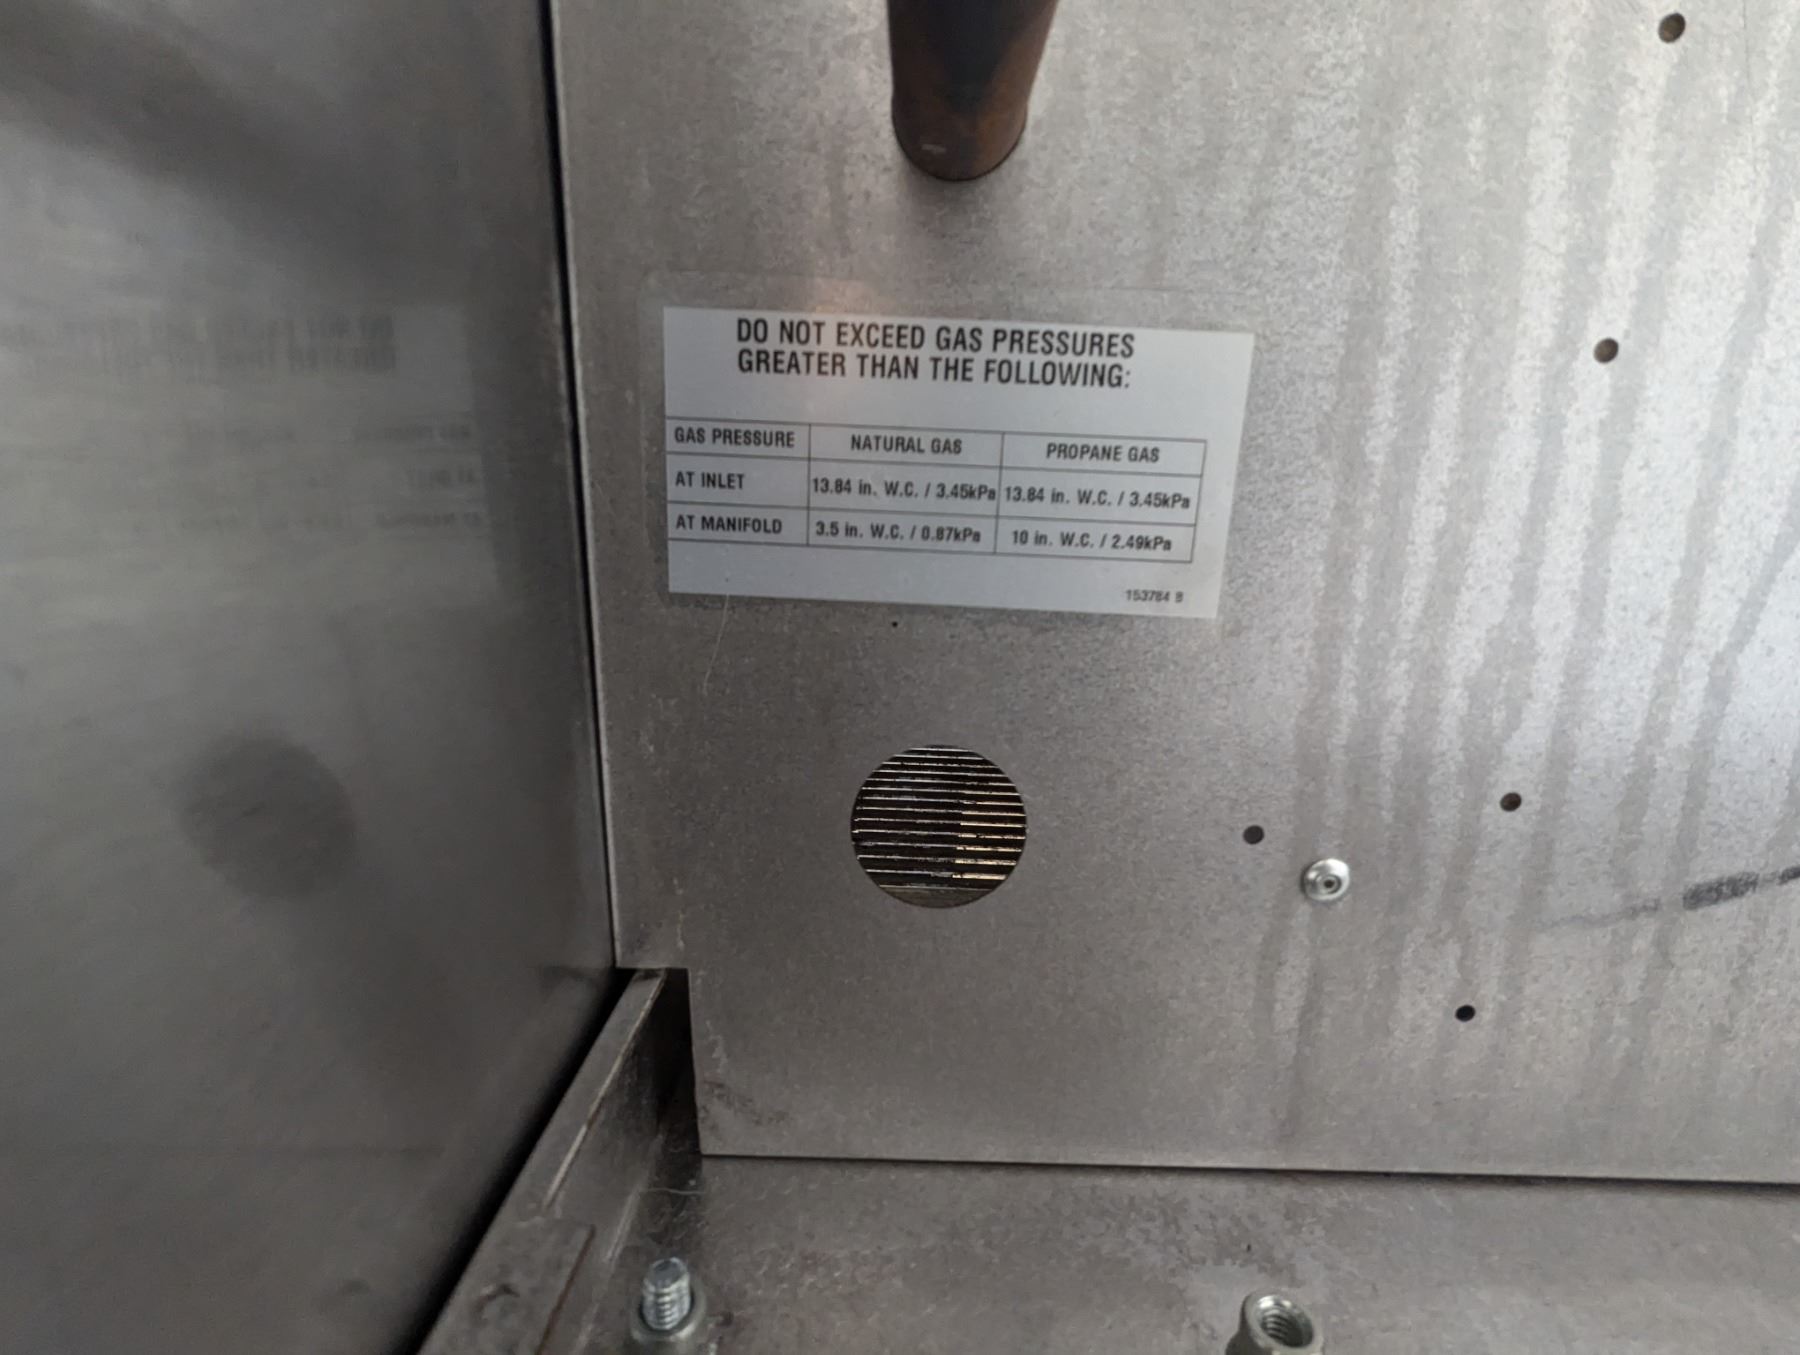 DO NOT EXCEED GAS PRESSURES
GREATER THAN THE FOLLOWING:
GAS PRESSURE NATURAL GAS PROPANE GAS
AT INLET 13.84 in. W.C. / 3.45kPa 13.84 in. W.C. / 3.45kPa
AT MANIFOLD 3.5 in. W.C. / 0.87kPa 10 in. W.C. / 2.49kPa
153784 B